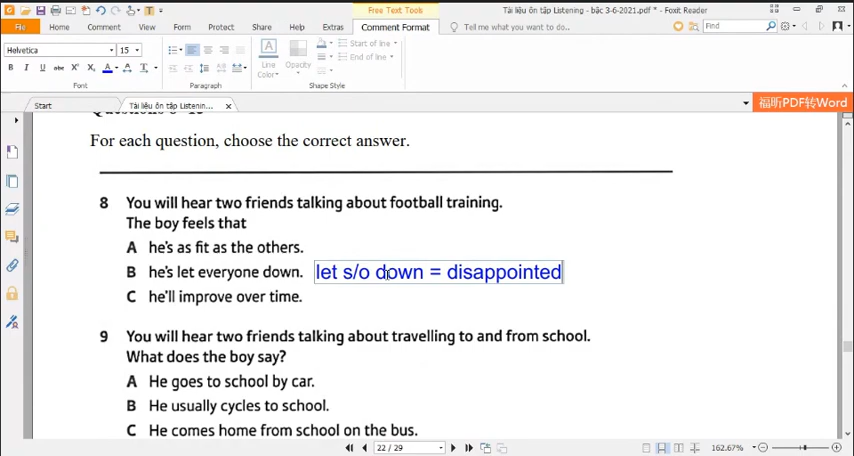 Free Text Tools
Tài liệu ôn tập Listening - bậc 3-6-2021.pdf * - Foxit Reader
File Home Comment View Form Protect Share Help Extras Comment Format Tell me what you want to do.. Find
Helvetica 15
B I U abc X² X₂ A A T
Font
Paragraph
Line Color Opacity
Start of line
End of line
Shape Style
Start Tài liệu ôn tập Listenin... 福昕PDF转Word
For each question, choose the correct answer.
8 You will hear two friends talking about football training.
The boy feels that
A he's as fit as the others.
B he's let everyone down. let s/o down = disappointed
C he'll improve over time.
9 You will hear two friends talking about travelling to and from school.
What does the boy say?
A He goes to school by car.
B He usually cycles to school.
C He comes home from school on the bus.
22 / 29 162.67%